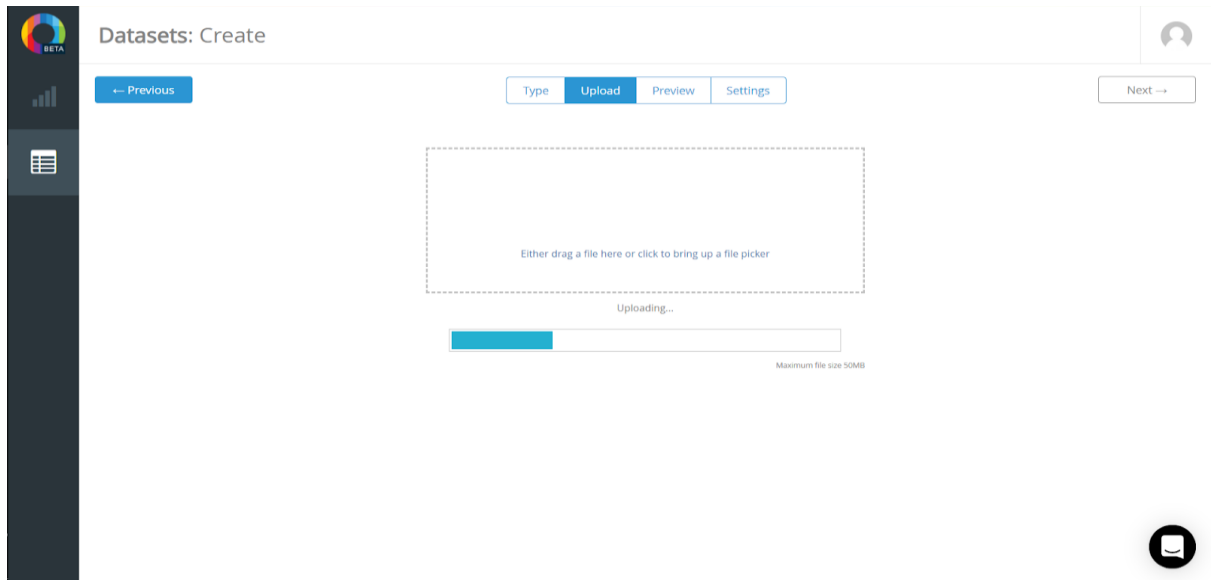 BETA
Datasets: Create
← Previous
Type
Upload
Preview
Settings
Next →
Either drag a file here or click to bring up a file picker
Uploading...
Maximum file size 50MB